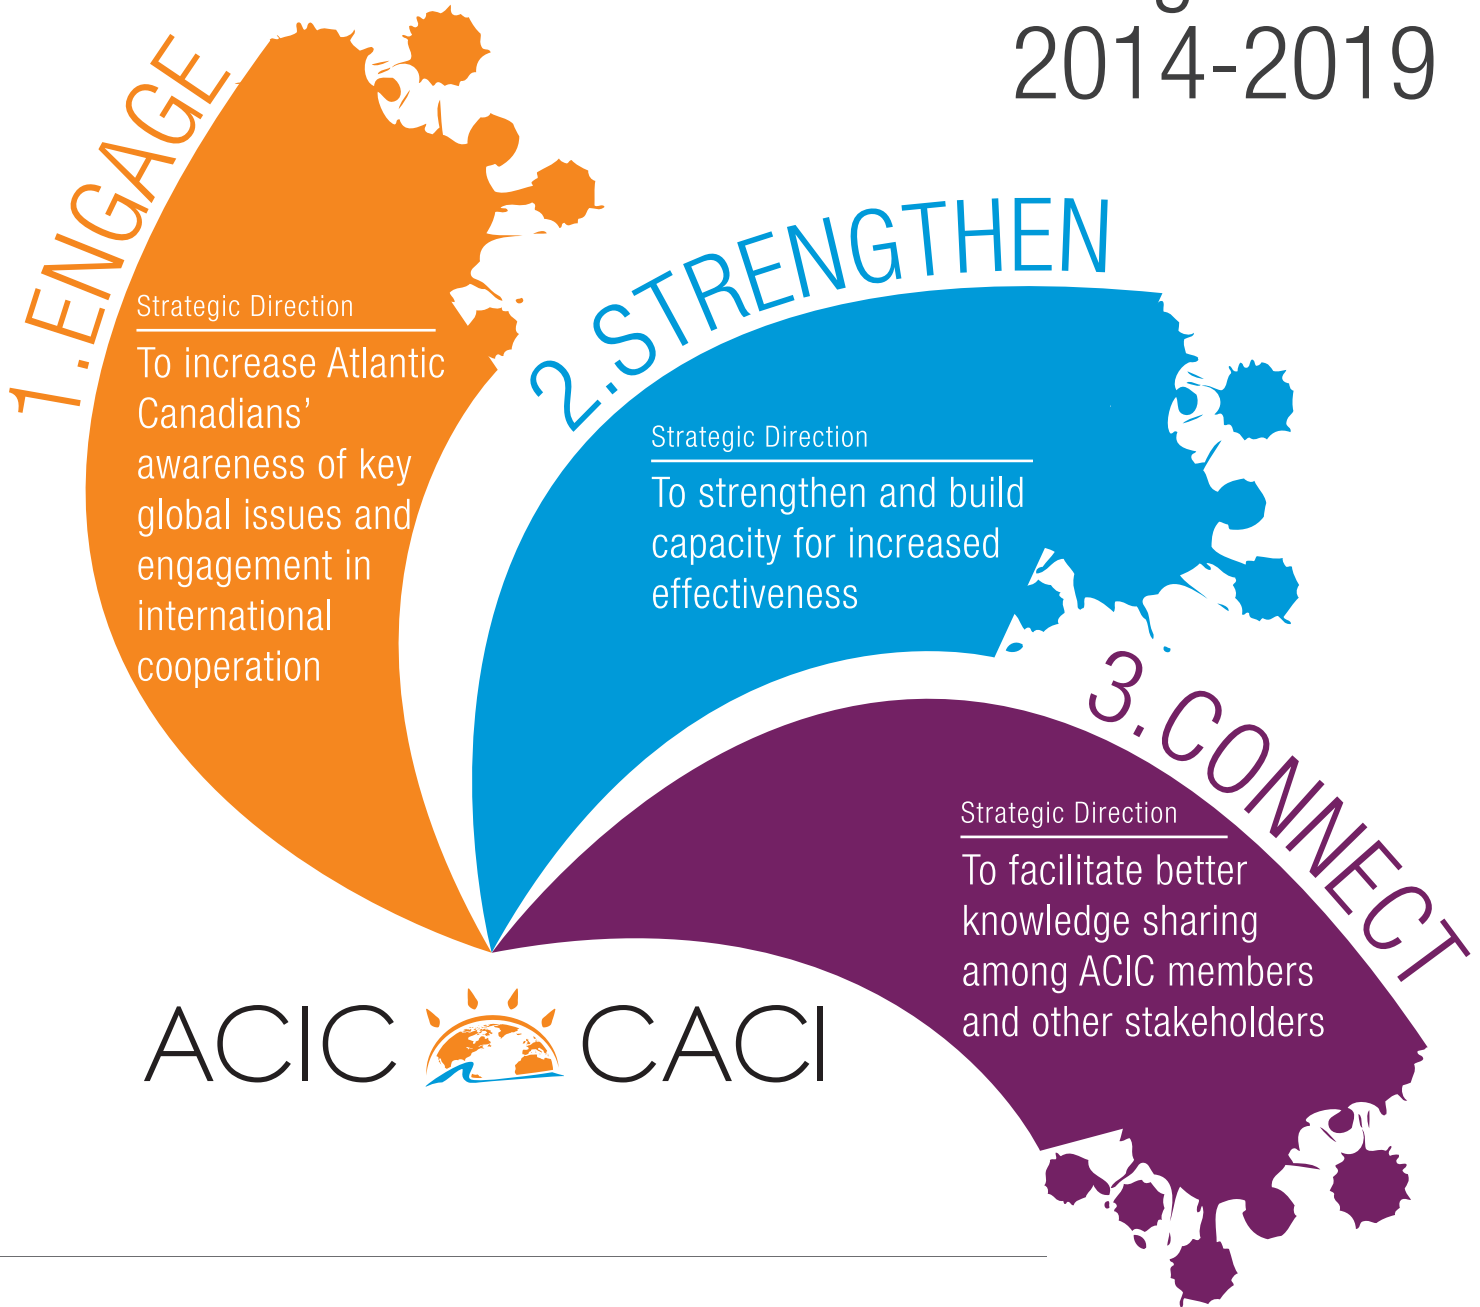 2014-2019
1.ENGAGE
Strategic Direction
To increase Atlantic
Canadians’
awareness of key
global issues and
engagement in
international
cooperation
2.STRENGTHEN
Strategic Direction
To strengthen and build
capacity for increased
effectiveness
3.CONNECT
Strategic Direction
To facilitate better
knowledge sharing
among ACIC members
and other stakeholders
ACIC CACI